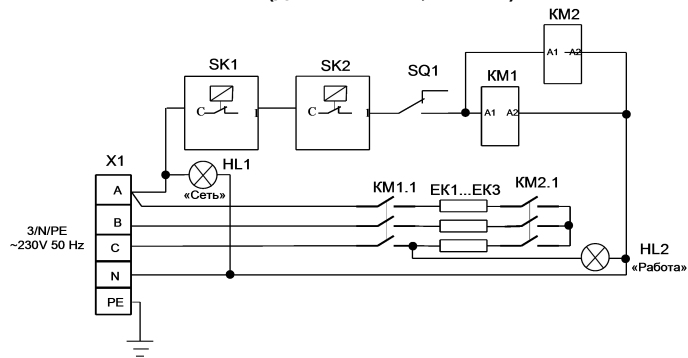 KM2
A1 A2
SK1
SK2
SQ1
KM1
C
I
C
I
A1 A2
X1
HL1
«Сеть»
A
B
C
N
PE
3/N/PE
~230V 50 Hz
KM1.1
EK1...EK3
KM2.1
HL2
«Работа»